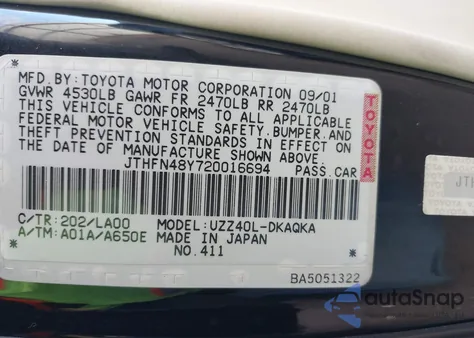 MFD.BY:TOYOTA MOTOR CORPORATION 09/01
GVWR 4530LB GAWR FR 2470LB RR 2470LB
THIS VEHICLE CONFORMS TO ALL APPLICABLE
FEDERAL MOTOR VEHICLE SAFETY.BUMPER.AND
THEFT PREVENTION STANDARDS IN EFFECT ON
THE DATE OF MANUFACTURE SHOWN ABOVE.
JTHFN48Y720016694 PASS.CAR
TOYOTA
C/TR:202/LA00 MODEL:UZZ40L-DKAQKA
A/TM:A01A/A650E MADE IN JAPAN
NO.411
BA5051322
JTH
autoSnap